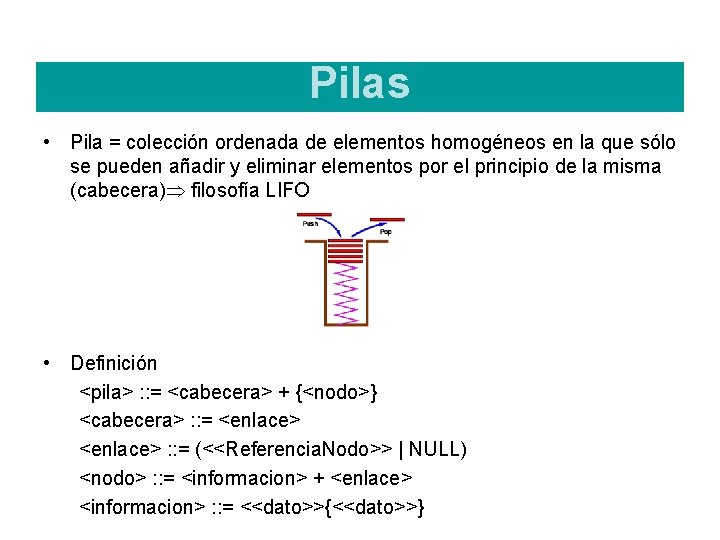 Pilas
• Pila = colección ordenada de elementos homogéneos en la que sólo
se pueden añadir y eliminar elementos por el principio de la misma
(cabecera)⇒ filosofía LIFO
Push
Pop
• Definición
<pila> : : = <cabecera> + {<nodo>}
<cabecera> : : = <enlace>
<enlace> : : = (<<Referencia.Nodo>> | NULL)
<nodo> : : = <informacion> + <enlace>
<informacion> : : = <<dato>>{<<dato>>}